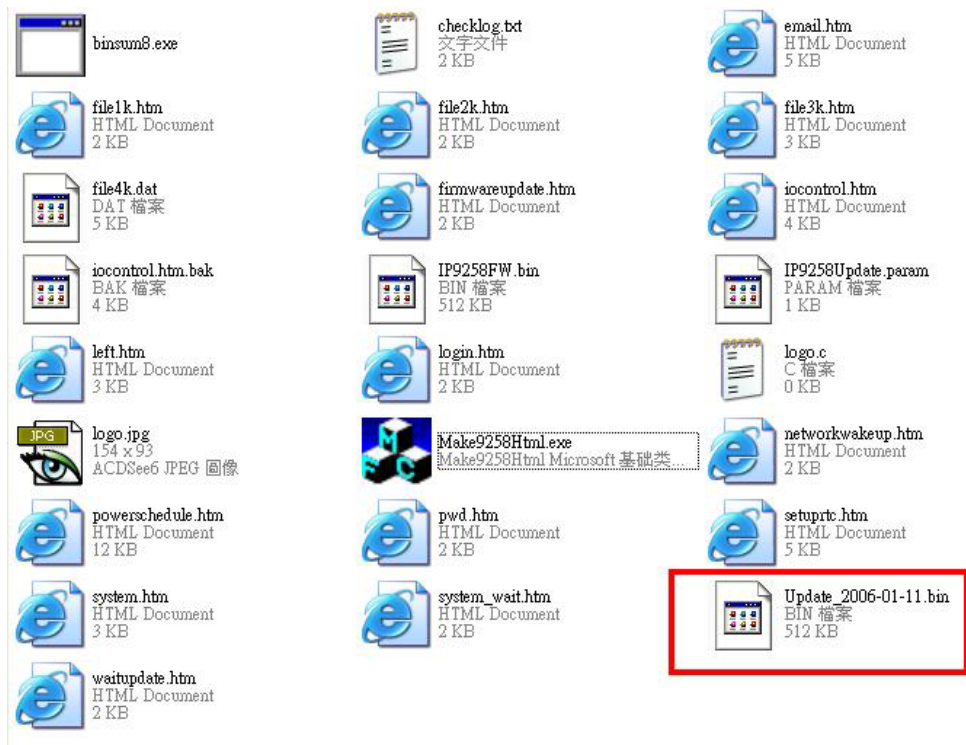 binsum8.exe
checklog.txt
文字文件
2 KB
email.htm
HTML Document
5 KB
file1k.htm
HTML Document
2 KB
file2k.htm
HTML Document
2 KB
file3k.htm
HTML Document
3 KB
file4k.dat
DAT 檔案
5 KB
firmwareupdate.htm
HTML Document
2 KB
iocontrol.htm
HTML Document
4 KB
iocontrol.htm.bak
BAK 檔案
4 KB
IP9258FW.bin
BIN 檔案
512 KB
IP9258Update.param
PARAM 檔案
1 KB
left.htm
HTML Document
3 KB
login.htm
HTML Document
2 KB
logo.c
C 檔案
0 KB
JPG
logo.jpg
154 x 93
ACDSee6 JPEG 圖像
M
F C
Make9258Html.exe
Make9258Html Microsoft 基础类...
networkwakeup.htm
HTML Document
2 KB
powerschedule.htm
HTML Document
12 KB
pwd.htm
HTML Document
2 KB
setuprtc.htm
HTML Document
5 KB
system.htm
HTML Document
3 KB
system_wait.htm
HTML Document
2 KB
Update_2006-01-11.bin
BIN 檔案
512 KB
waitupdate.htm
HTML Document
2 KB